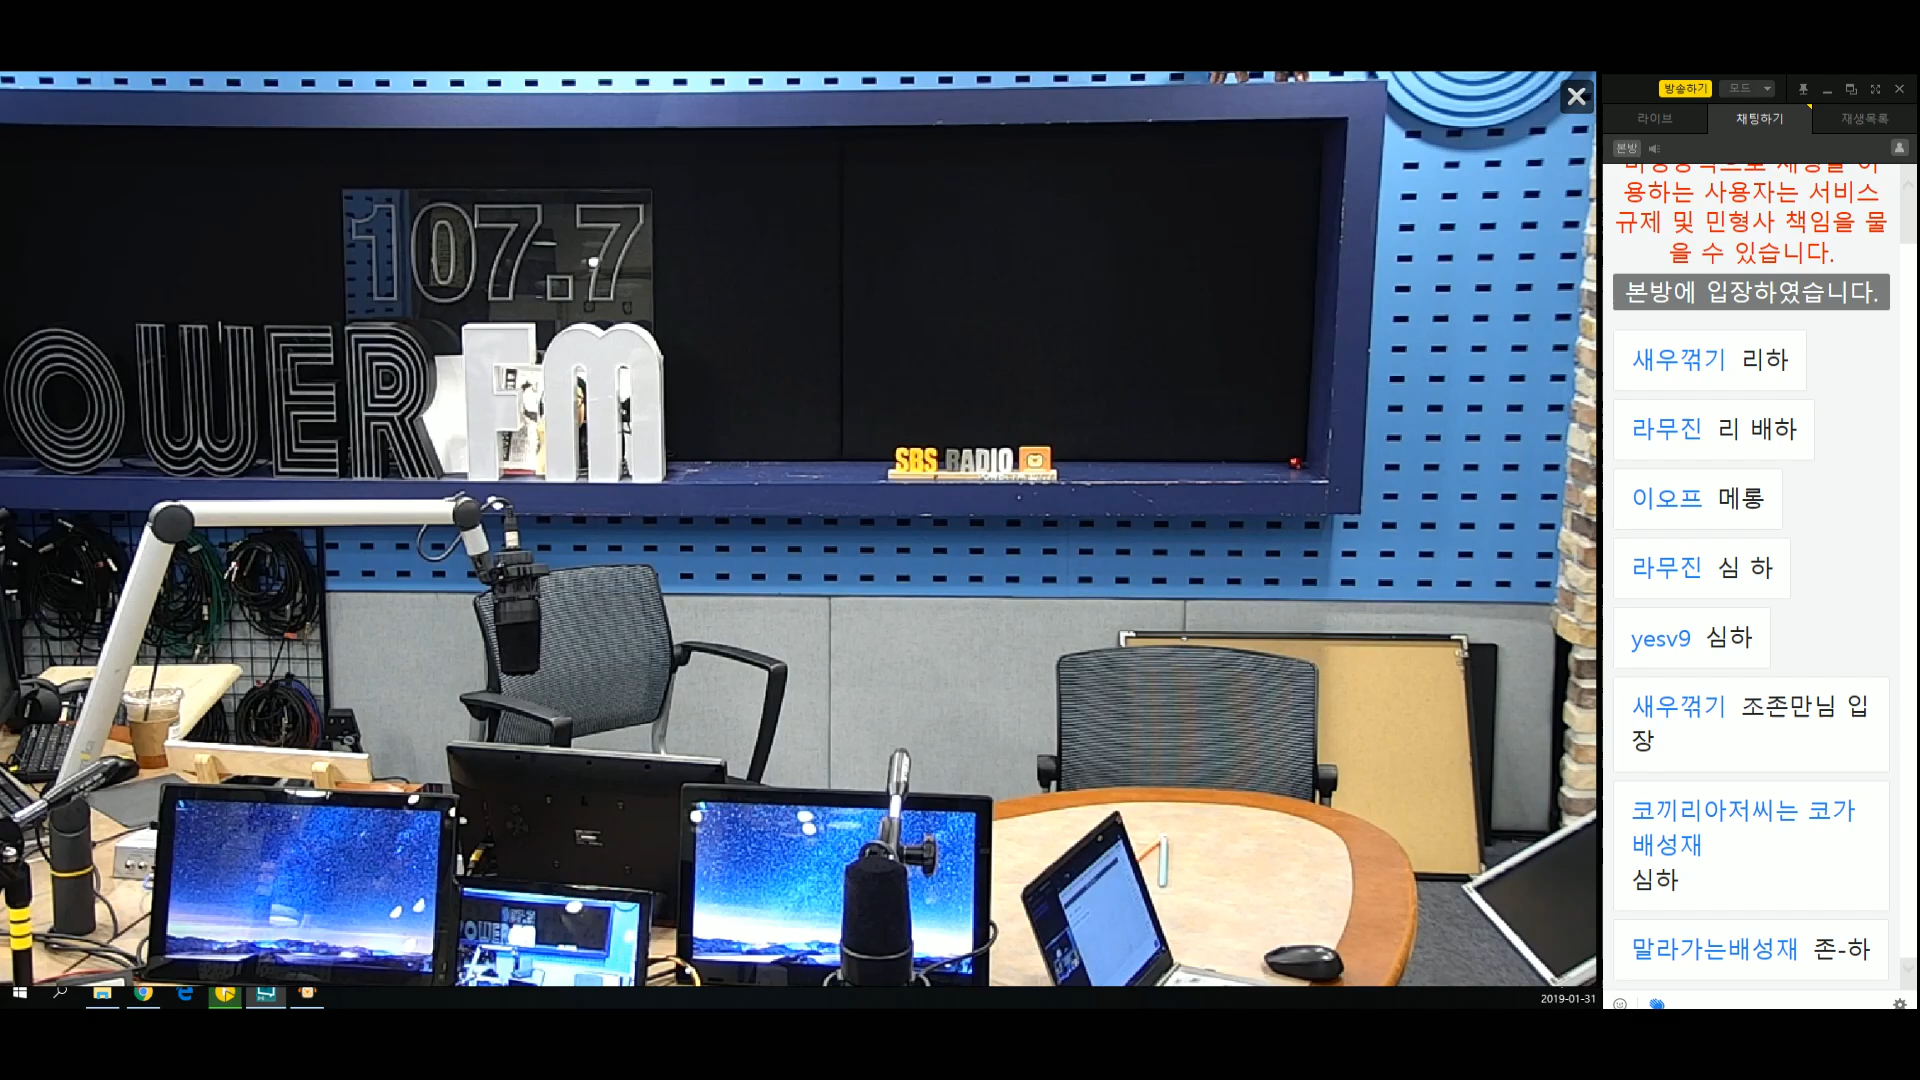 107.7
OWER FM
SBS RADIO
2019-01-31
방송하기 모드
라이브 채팅하기 재생목록
본방
용하는 사용자는 서비스
규제 및 민형사 책임을 물
을 수 있습니다.
본방에 입장하였습니다.
새우꺾기 리하
라무진 리 배하
이오프 메롱
라무진 심 하
yesv9 심하
새우꺾기 조존만님 입
장
코끼리아저씨는 코가
배성재
심하
말라가는배성재 존-하